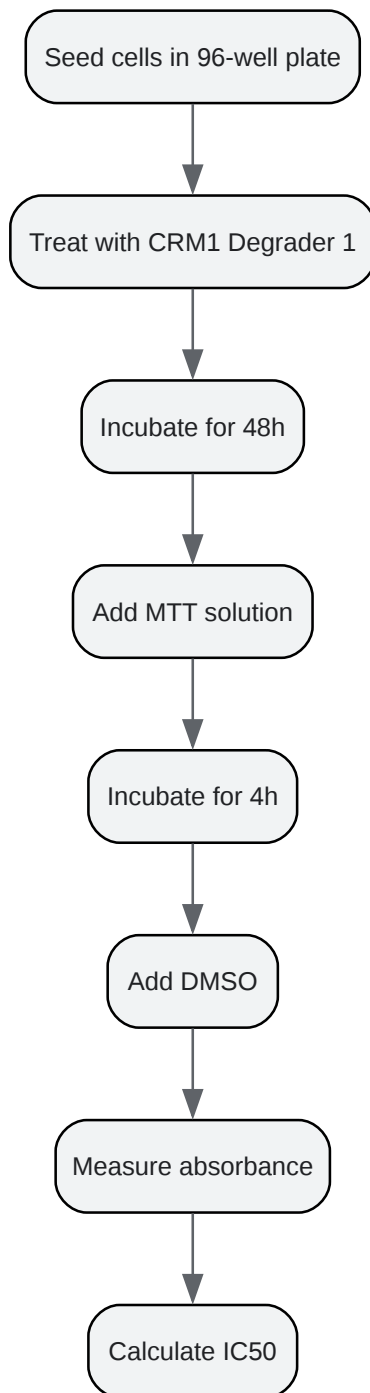 Seed cells in 96-well plate
Treat with CRM1 Degrader 1
Incubate for 48h
Add MTT solution
Incubate for 4h
Add DMSO
Measure absorbance
Calculate IC50